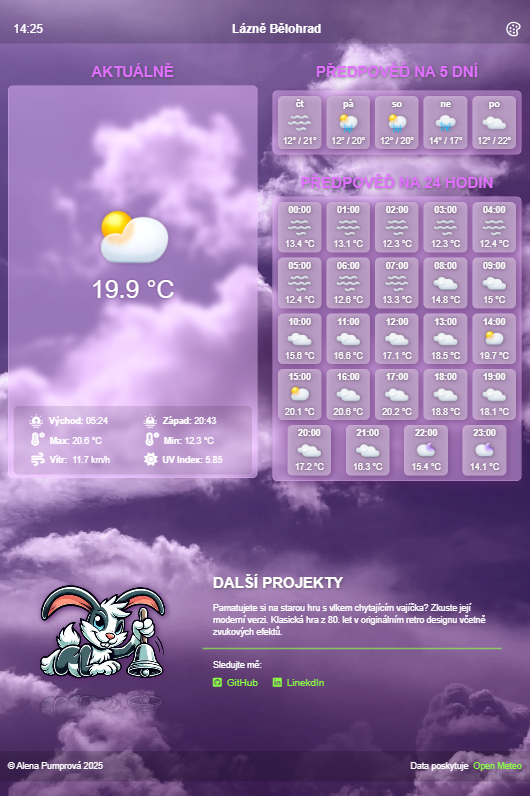 14:25
Lázně Bělohrad
AKTUÁLNĚ
19.9 °C
Východ: 05:24
Západ: 20:43
Max: 20.6 °C
Min: 12.3 °C
Vítr: 11.7 km/h
UV Index: 5.85
PŘEDPOVĚĎ NA 5 DNÍ
čt pá so ne po
12° / 21° 12° / 20° 12° / 20° 14° / 17° 12° / 22°
PŘEDPOVĚĎ NA 24 HODIN
00:00 01:00 02:00 03:00 04:00
13.4 °C 13.1 °C 12.3 °C 12.3 °C 12.4 °C
05:00 06:00 07:00 08:00 09:00
12.4 °C 12.6 °C 13.3 °C 14.8 °C 15 °C
10:00 11:00 12:00 13:00 14:00
15.6 °C 16.6 °C 17.1 °C 18.5 °C 19.7 °C
15:00 16:00 17:00 18:00 19:00
20.1 °C 20.6 °C 20.2 °C 18.8 °C 18.1 °C
20:00 21:00 22:00 23:00
17.2 °C 16.3 °C 15.4 °C 14.1 °C
DALŠÍ PROJEKTY
Pamatujete si na starou hru s vlkem chytajícím vajíčka? Zkuste její
moderní verzi. Klasická hra z 80. let v originálním retro designu včetně
zvukových efektů.
Sledujte mě:
GitHub
LinekdIn
© Alena Pumprová 2025
Data poskytuje Open Meteo